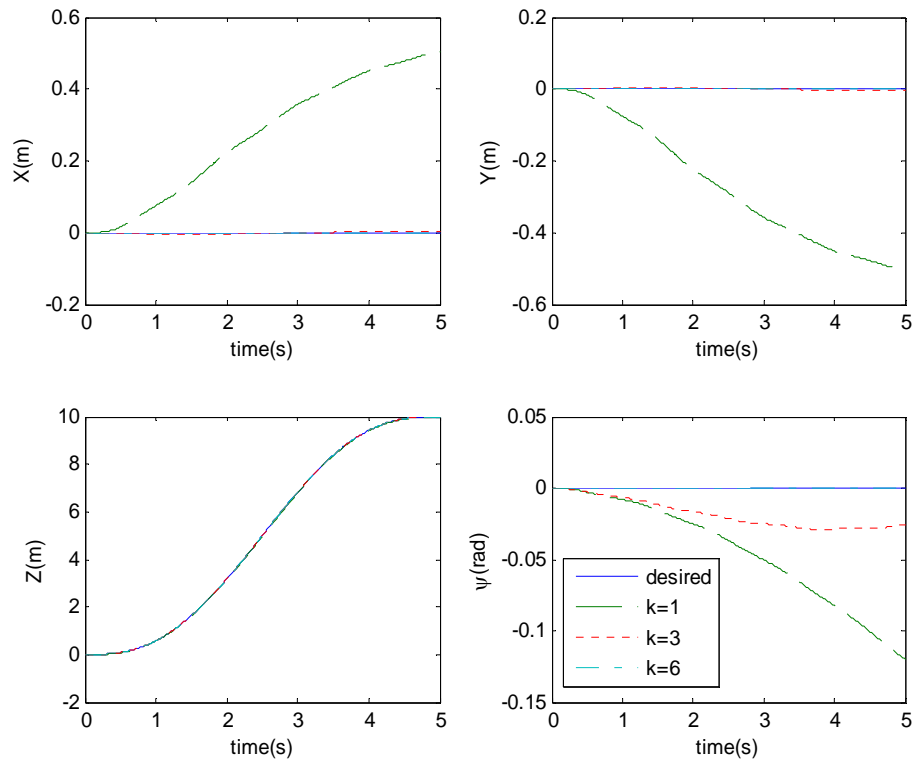 0.6
0.4
0.2
0
-0.2
X(m)
0 1 2 3 4 5
time(s)
0.2
0
-0.2
-0.4
-0.6
Y(m)
0 1 2 3 4 5
time(s)
10
8
6
4
2
0
-2
Z(m)
0 1 2 3 4 5
time(s)
0.05
0
-0.05
-0.1
-0.15
ψ(rad)
desired
k=1
k=3
k=6
0 1 2 3 4 5
time(s)